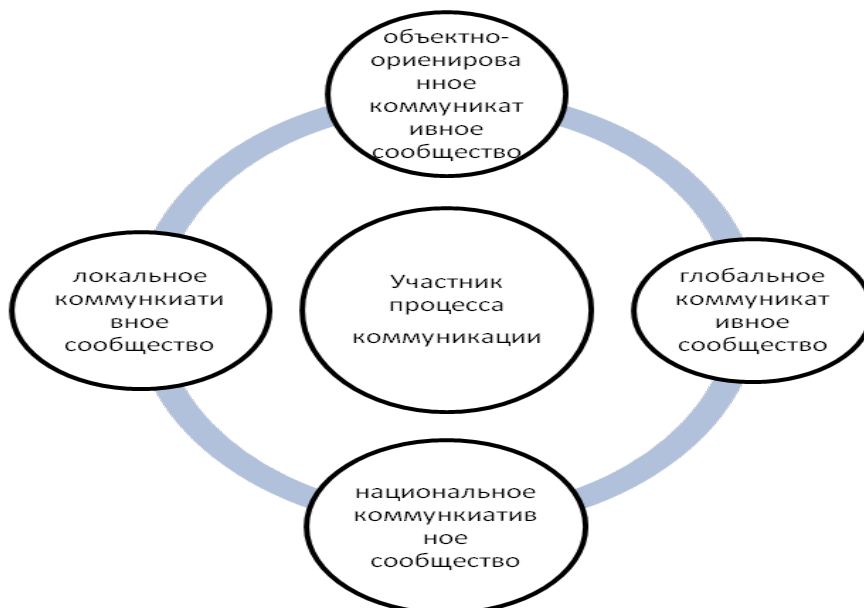 объектно-
ориенирова
нное
коммуникат
ивное
сообщество
локальное
коммункиати
вное
сообщество
Участник
процесса
коммуникации
глобальное
коммуникат
ивное
сообщество
национальное
коммункиатив
ное
сообщество